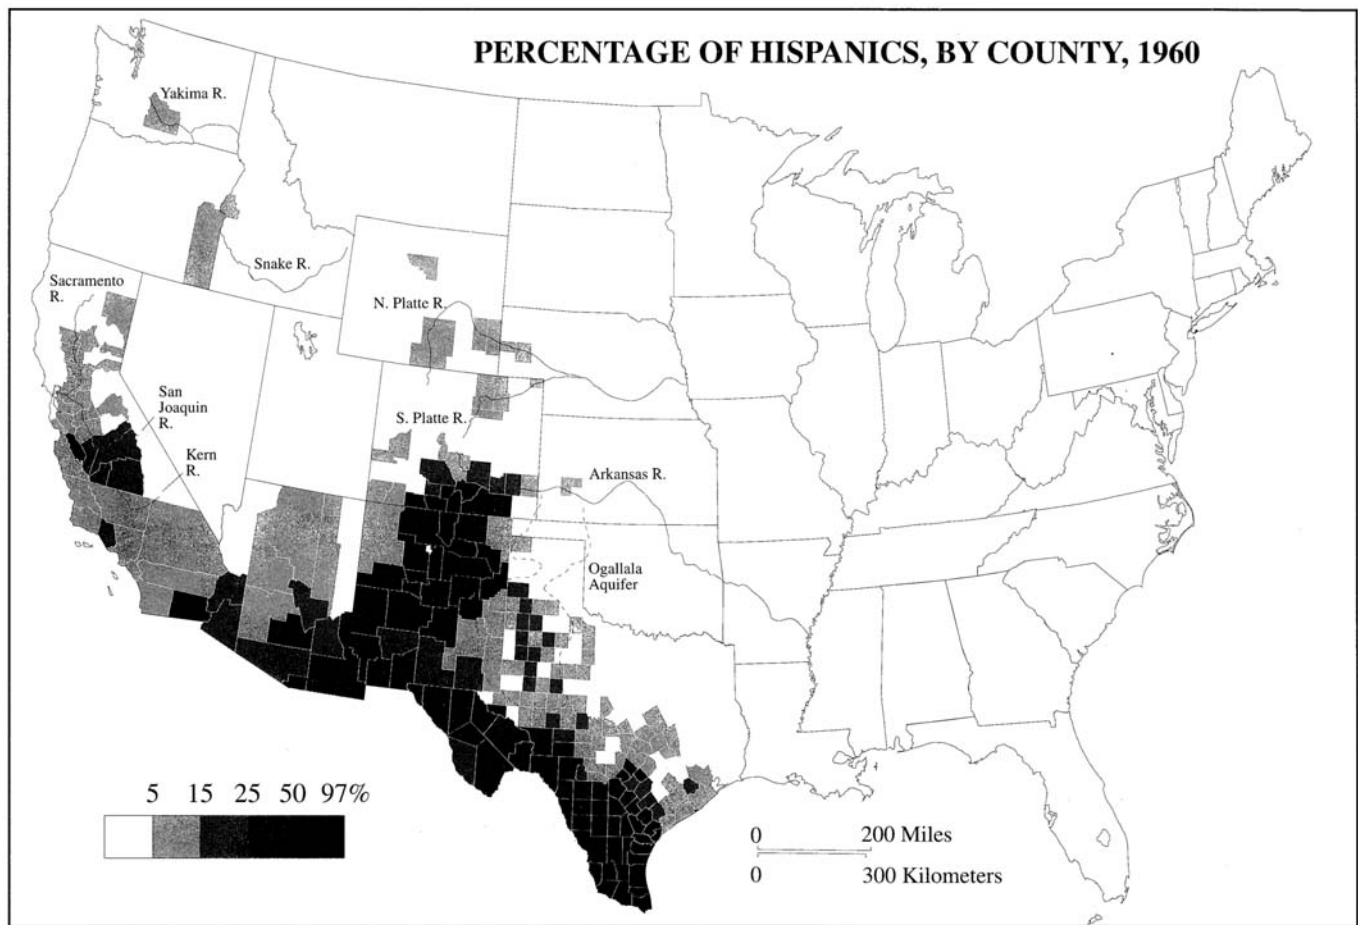 PERCENTAGE OF HISPANICS, BY COUNTY, 1960
Yakima R.
Snake R.
Sacramento
R.
N. Platte R.
San
Joaquin
R.
S. Platte R.
Kern
R.
Arkansas R.
Ogallala
Aquifer
5 15 25 50 97%
0 200 Miles
0 300 Kilometers